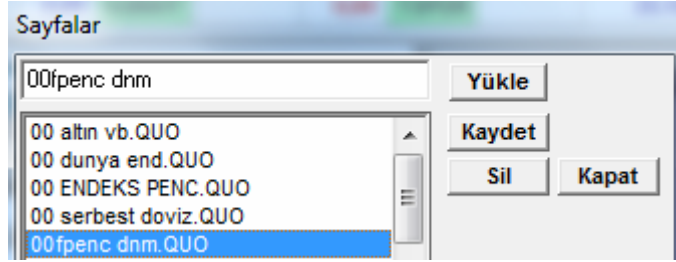 Sayfalar
00fpenc dnm
Yükle
00 altın vb.QUO
Kaydet
00 dunya end.QUO
Sil
Kapat
00 ENDEKS PENC.QUO
00 serbest doviz.QUO
00fpenc dnm.QUO